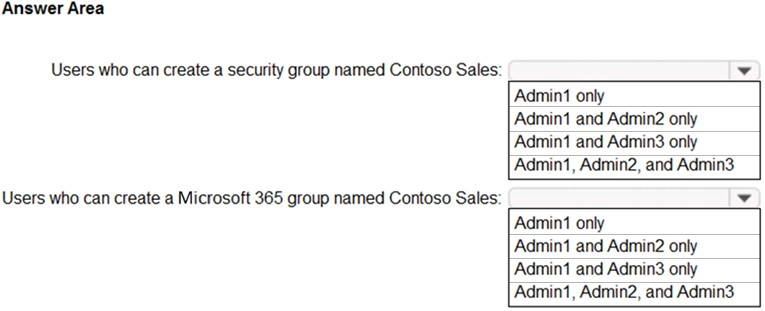 Answer Area
Users who can create a security group named Contoso Sales:
Admin1 only
Admin1 and Admin2 only
Admin1 and Admin3 only
Admin1, Admin2, and Admin3
Users who can create a Microsoft 365 group named Contoso Sales:
Admin1 only
Admin1 and Admin2 only
Admin1 and Admin3 only
Admin1, Admin2, and Admin3